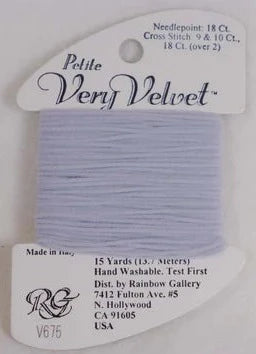 Needlepoint: 18 Ct.
Cross Stitch: 9 & 10 Ct.,
18 Ct. (over 2)
Petite
Very Velvet™
Made in Italy
15 Yards (13.7 Meters)
Hand Washable. Test First
Dist. by Rainbow Gallery
7412 Fulton Ave. #5
N. Hollywood
CA 91605
USA
RG
V675